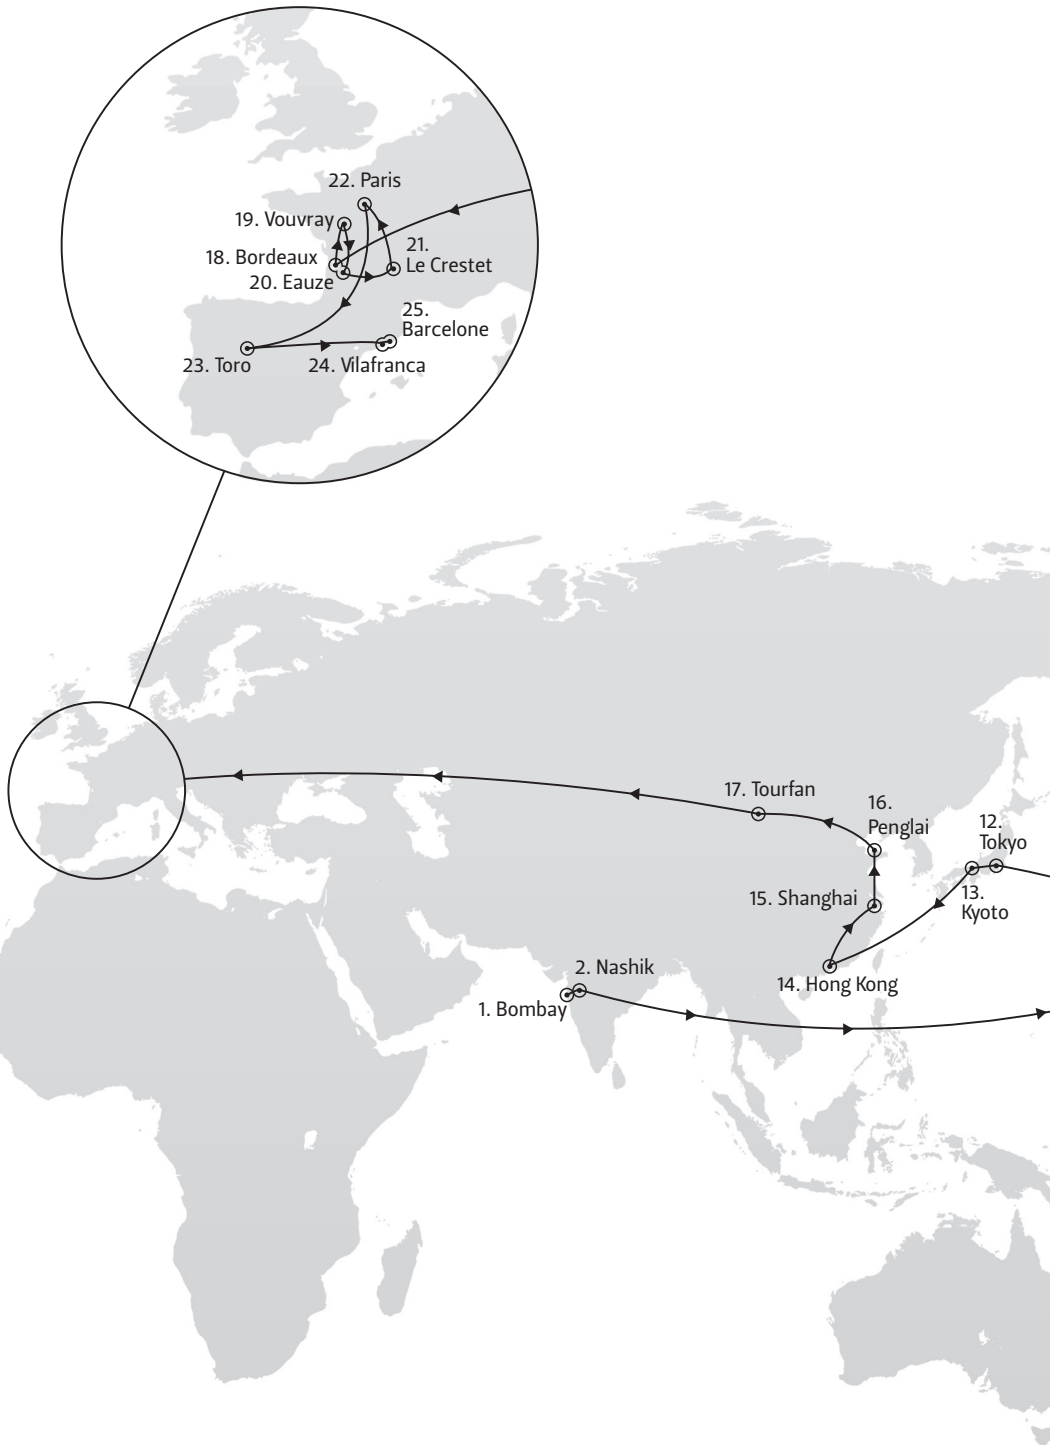 22. Paris
19. Vouvray
18. Bordeaux
21.
Le Crestet
20. Eauze
25.
Barcelone
23. Toro
24. Vilafranca
17. Tourfan
16.
Penglai
12.
Tokyo
15. Shanghai
13.
Kyoto
2. Nashik
14. Hong Kong
1. Bombay